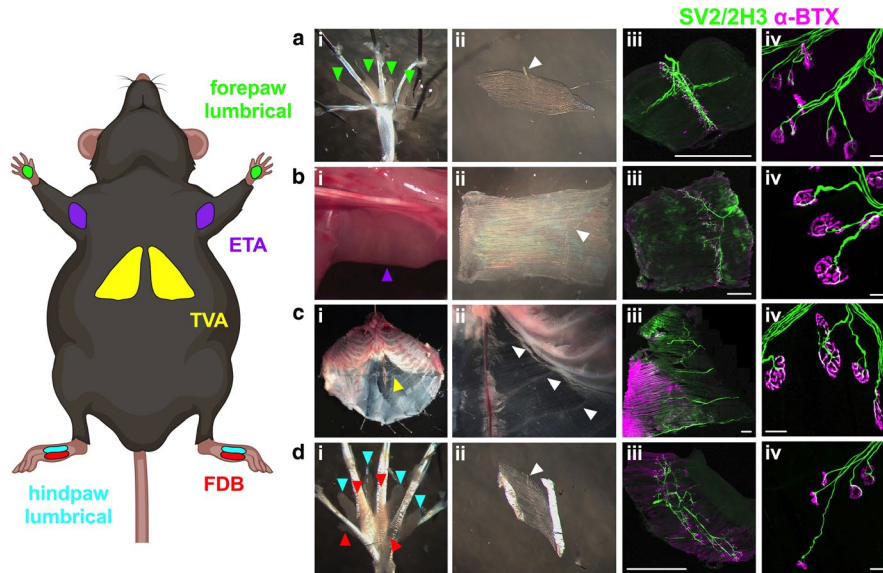 SV2/2H3 α-BTX
forepaw
lumbrical
ETA
TVA
hindpaw
lumbrical
FDB
a
i
ii
iii
iv
b
i
ii
iii
iv
c
i
ii
iii
iv
d
i
ii
iii
iv